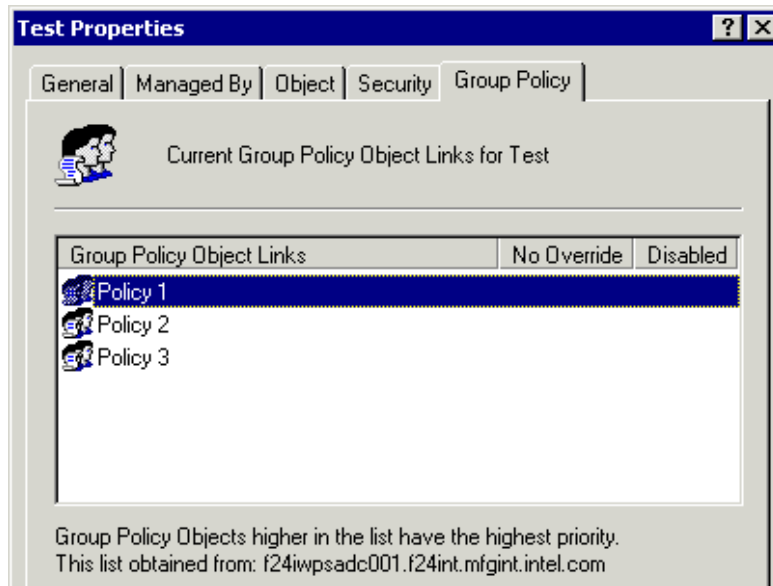 Test Properties
General Managed By Object Security Group Policy
Current Group Policy Object Links for Test
Group Policy Object Links No Override Disabled
Policy 1
Policy 2
Policy 3
Group Policy Objects higher in the list have the highest priority.
This list obtained from: f24iwpsadc001.f24int.mfgint.intel.com